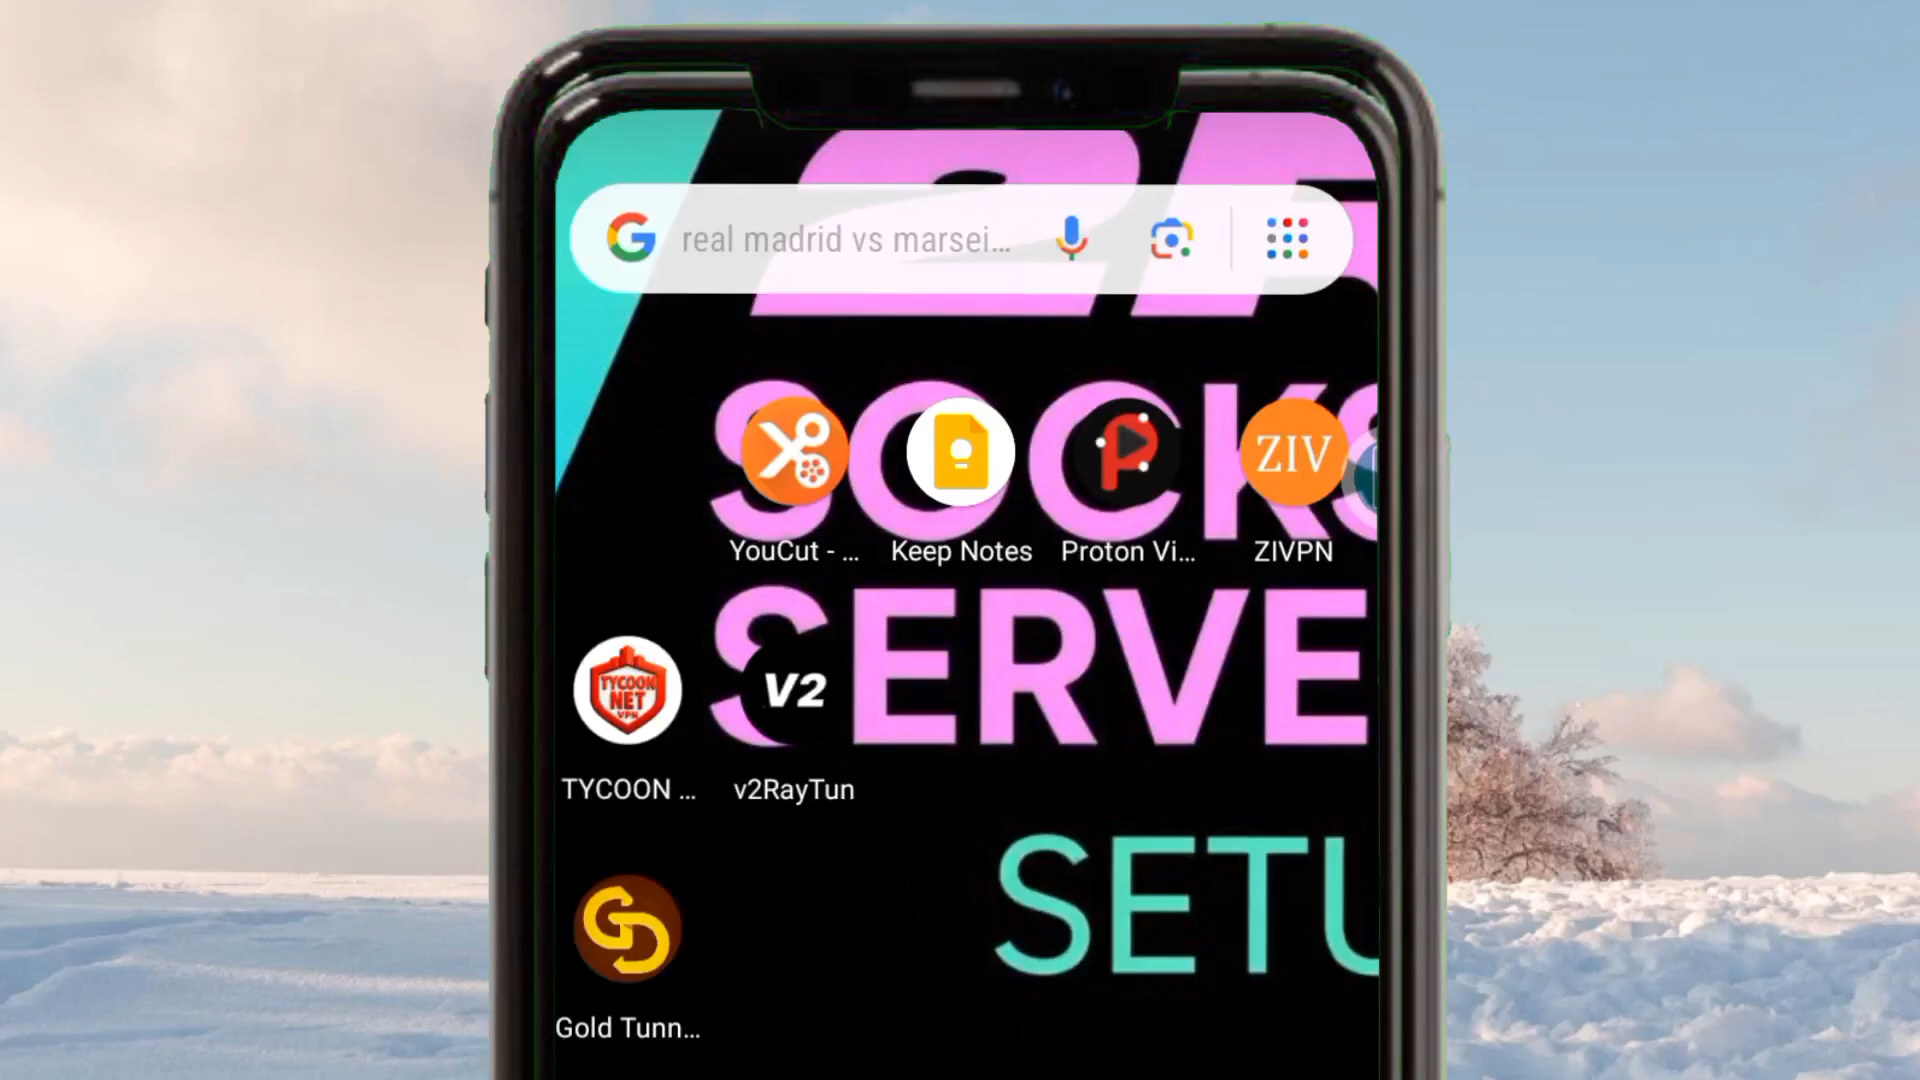 real madrid vs marsei...
SOCKS
ZIV
YouCut - ...
Keep Notes
Proton Vi...
ZIVPN
SERVE
TYCOON
NET
VPN
V2
TYCOON ...
v2RayTun
SETU
Gold Tunn...